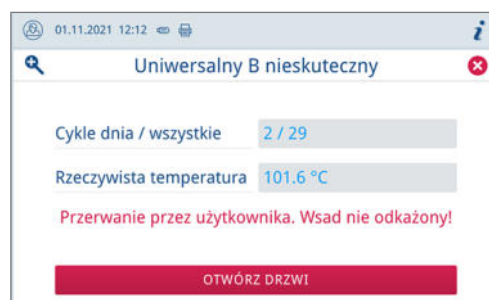 01.11.2021 12:12
Uniwersalny B nieskuteczny
Cykle dnia / wszystkie 2 / 29
Rzeczywista temperatura 101.6 °C
Przerwanie przez użytkownika. Wsad nie odkażony!
OTWÓRZ DRZWI